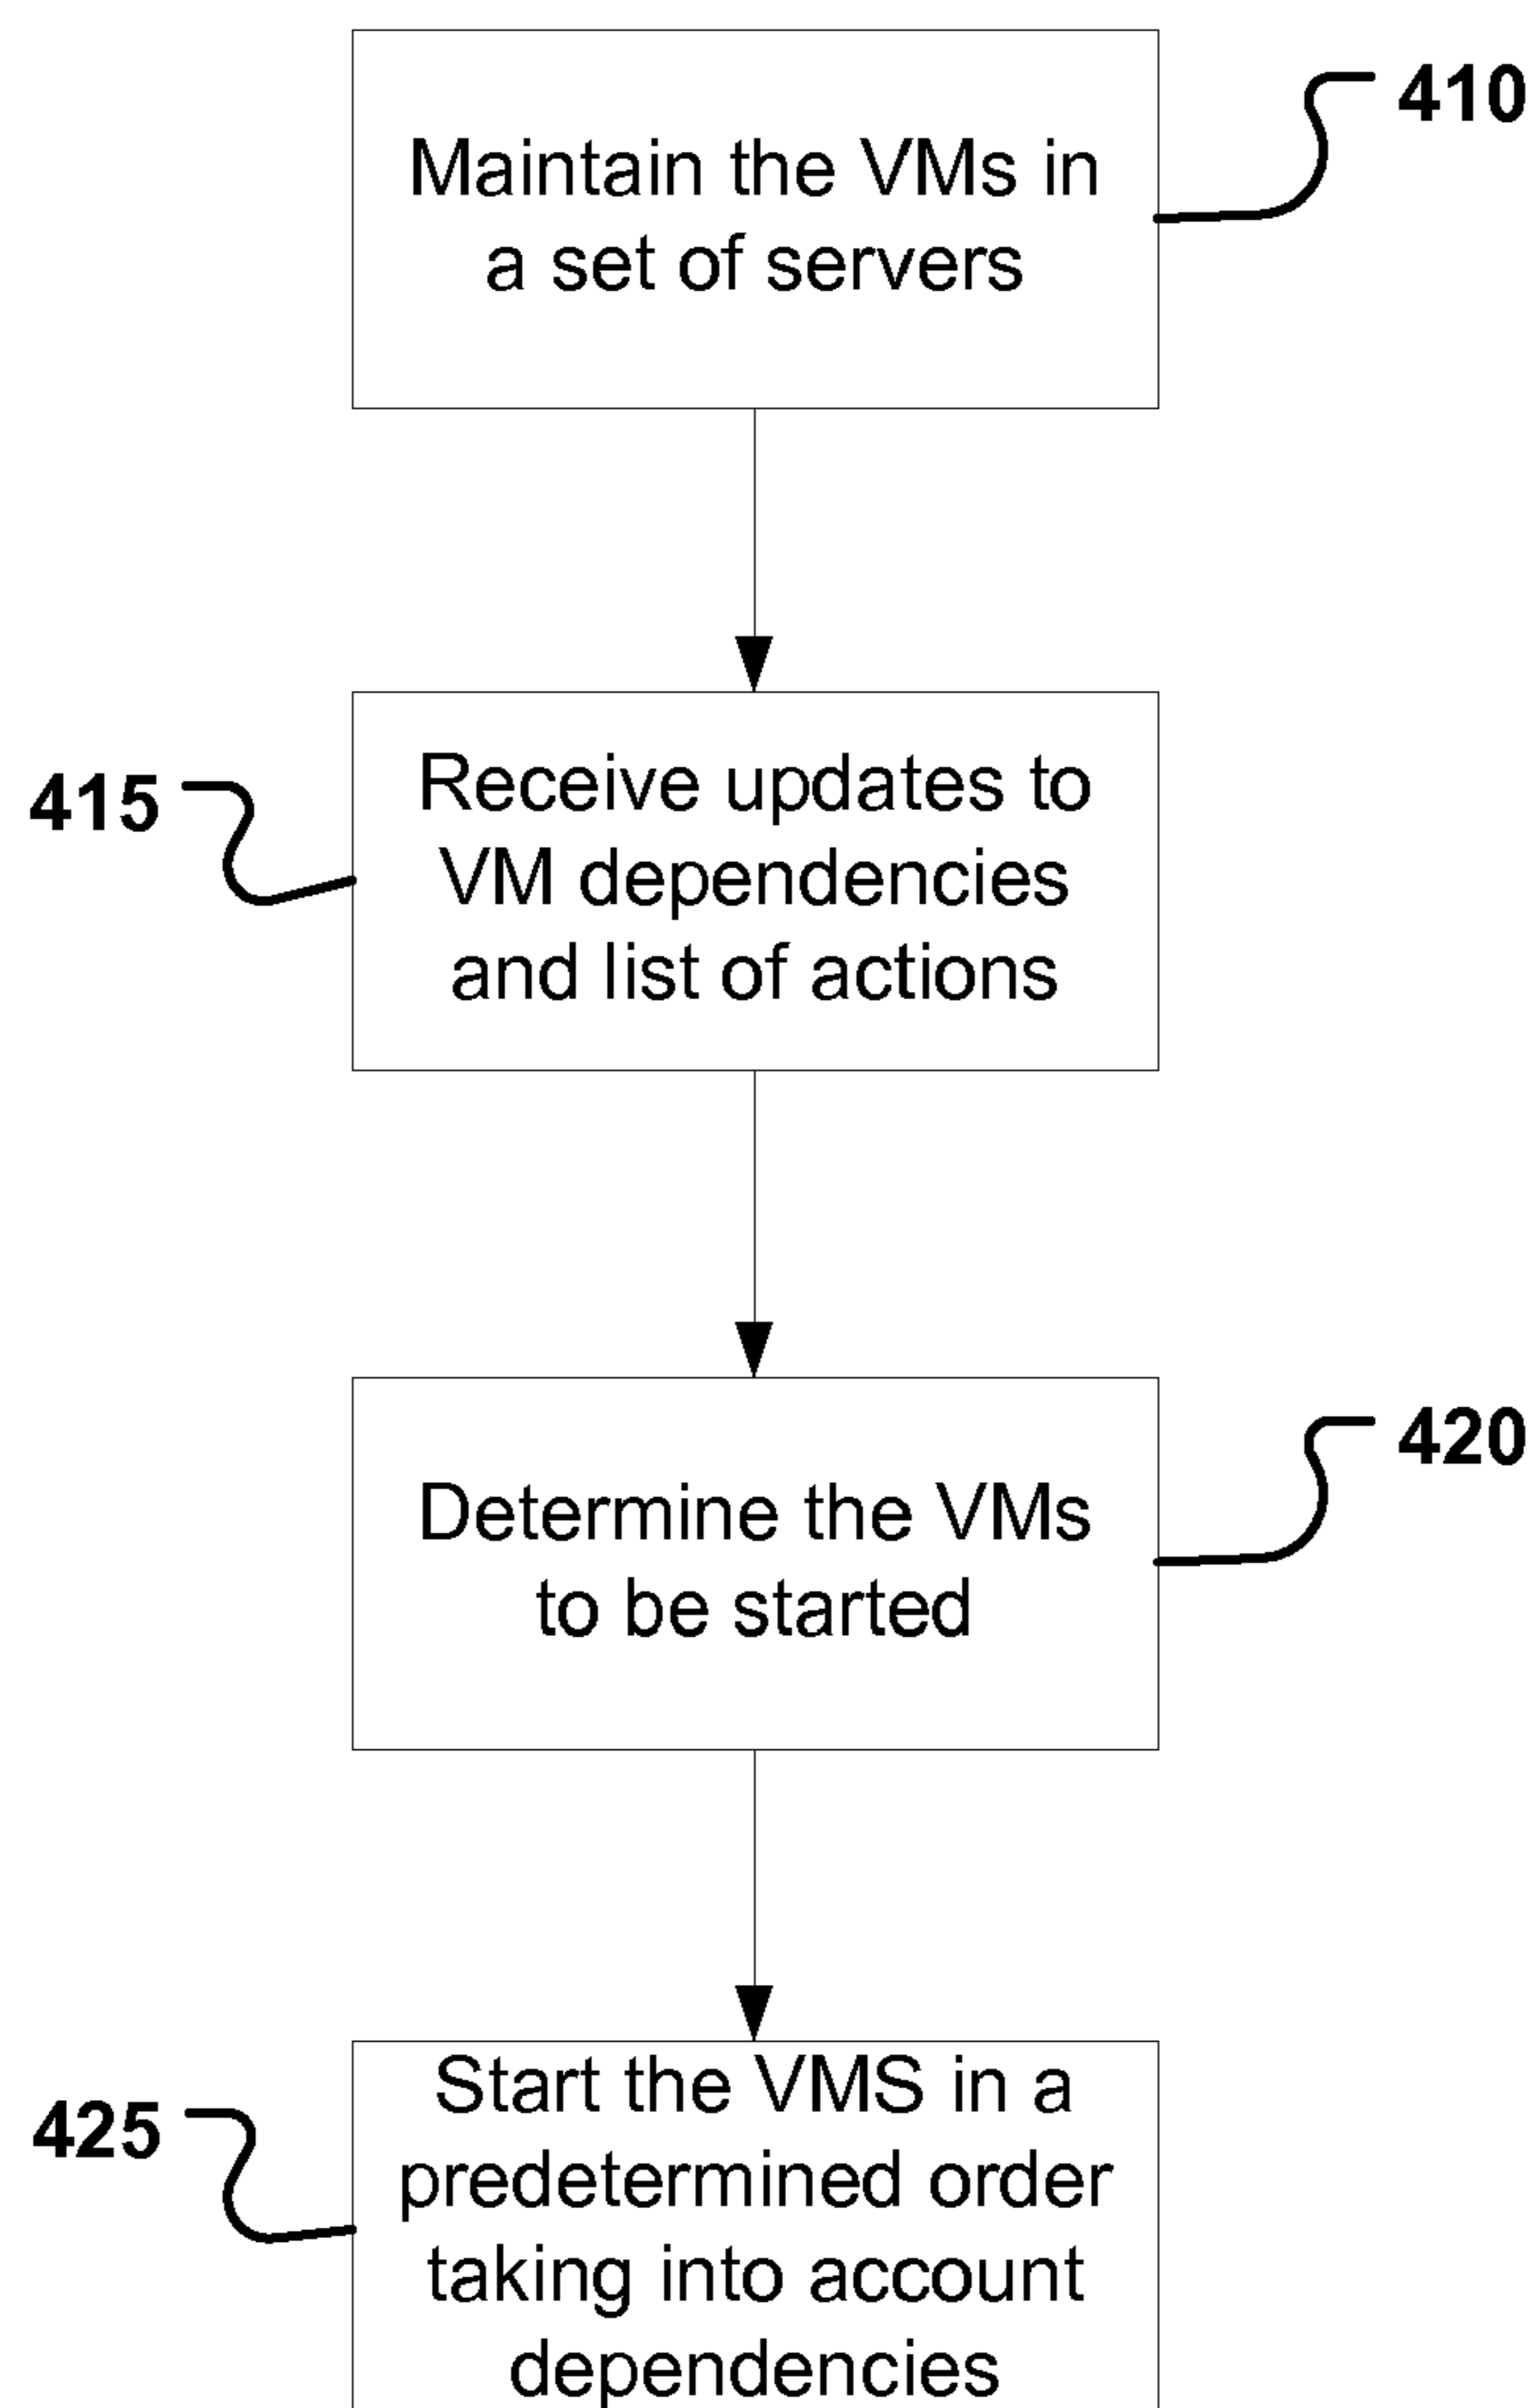 Maintain the VMs in
a set of servers
410
Receive updates to
VM dependencies
and list of actions
415
Determine the VMs
to be started
420
Start the VMS in a
predetermined order
taking into account
dependencies
425